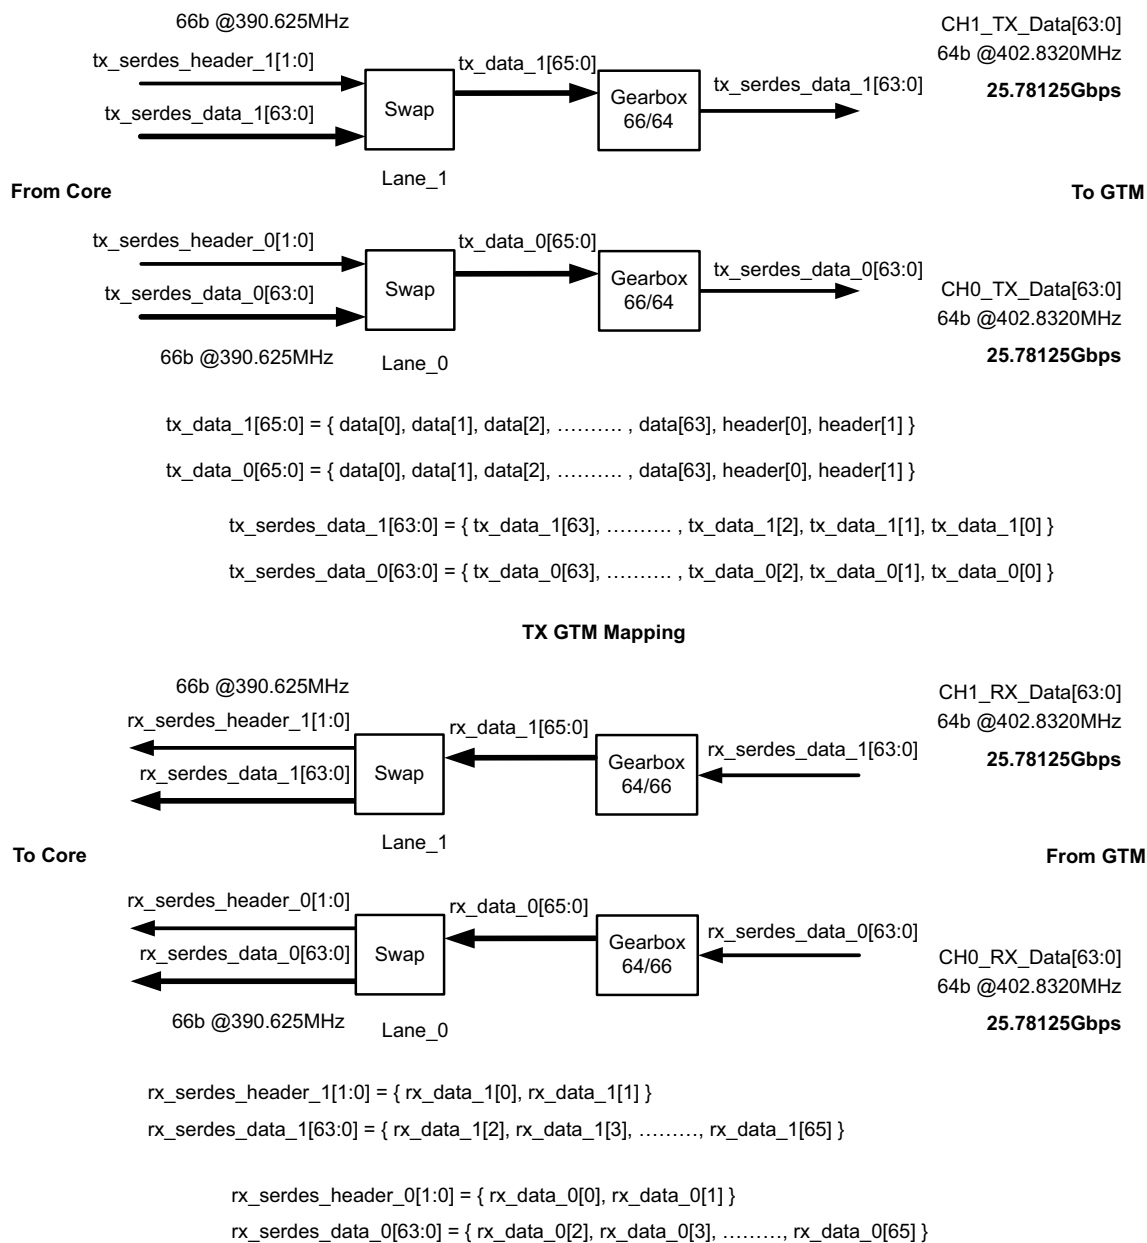 66b @390.625MHz
CH1_TX_Data[63:0]
tx_serdes_header_1[1:0]
tx_data_1[65:0]
64b @402.8320MHz
tx_serdes_data_1[63:0]
25.78125Gbps
tx_serdes_data_1[63:0]
Swap
Gearbox
66/64
Lane_1
From Core
To GTM
tx_serdes_header_0[1:0]
tx_data_0[65:0]
tx_serdes_data_0[63:0]
tx_serdes_data_0[63:0]
Swap
Gearbox
66/64
CH0_TX_Data[63:0]
64b @402.8320MHz
66b @390.625MHz
Lane_0
25.78125Gbps
tx_data_1[65:0] = { data[0], data[1], data[2], .......... , data[63], header[0], header[1] }
tx_data_0[65:0] = { data[0], data[1], data[2], .......... , data[63], header[0], header[1] }
tx_serdes_data_1[63:0] = { tx_data_1[63], .......... , tx_data_1[2], tx_data_1[1], tx_data_1[0] }
tx_serdes_data_0[63:0] = { tx_data_0[63], .......... , tx_data_0[2], tx_data_0[1], tx_data_0[0] }
TX GTM Mapping
66b @390.625MHz
CH1_RX_Data[63:0]
rx_serdes_header_1[1:0]
rx_data_1[65:0]
64b @402.8320MHz
rx_serdes_data_1[63:0]
rx_serdes_data_1[63:0]
25.78125Gbps
Swap
Gearbox
64/66
Lane_1
To Core
From GTM
rx_serdes_header_0[1:0]
rx_data_0[65:0]
rx_serdes_data_0[63:0]
rx_serdes_data_0[63:0]
Swap
Gearbox
64/66
CH0_RX_Data[63:0]
64b @402.8320MHz
66b @390.625MHz
Lane_0
25.78125Gbps
rx_serdes_header_1[1:0] = { rx_data_1[0], rx_data_1[1] }
rx_serdes_data_1[63:0] = { rx_data_1[2], rx_data_1[3], ........., rx_data_1[65] }
rx_serdes_header_0[1:0] = { rx_data_0[0], rx_data_0[1] }
rx_serdes_data_0[63:0] = { rx_data_0[2], rx_data_0[3], ........., rx_data_0[65] }